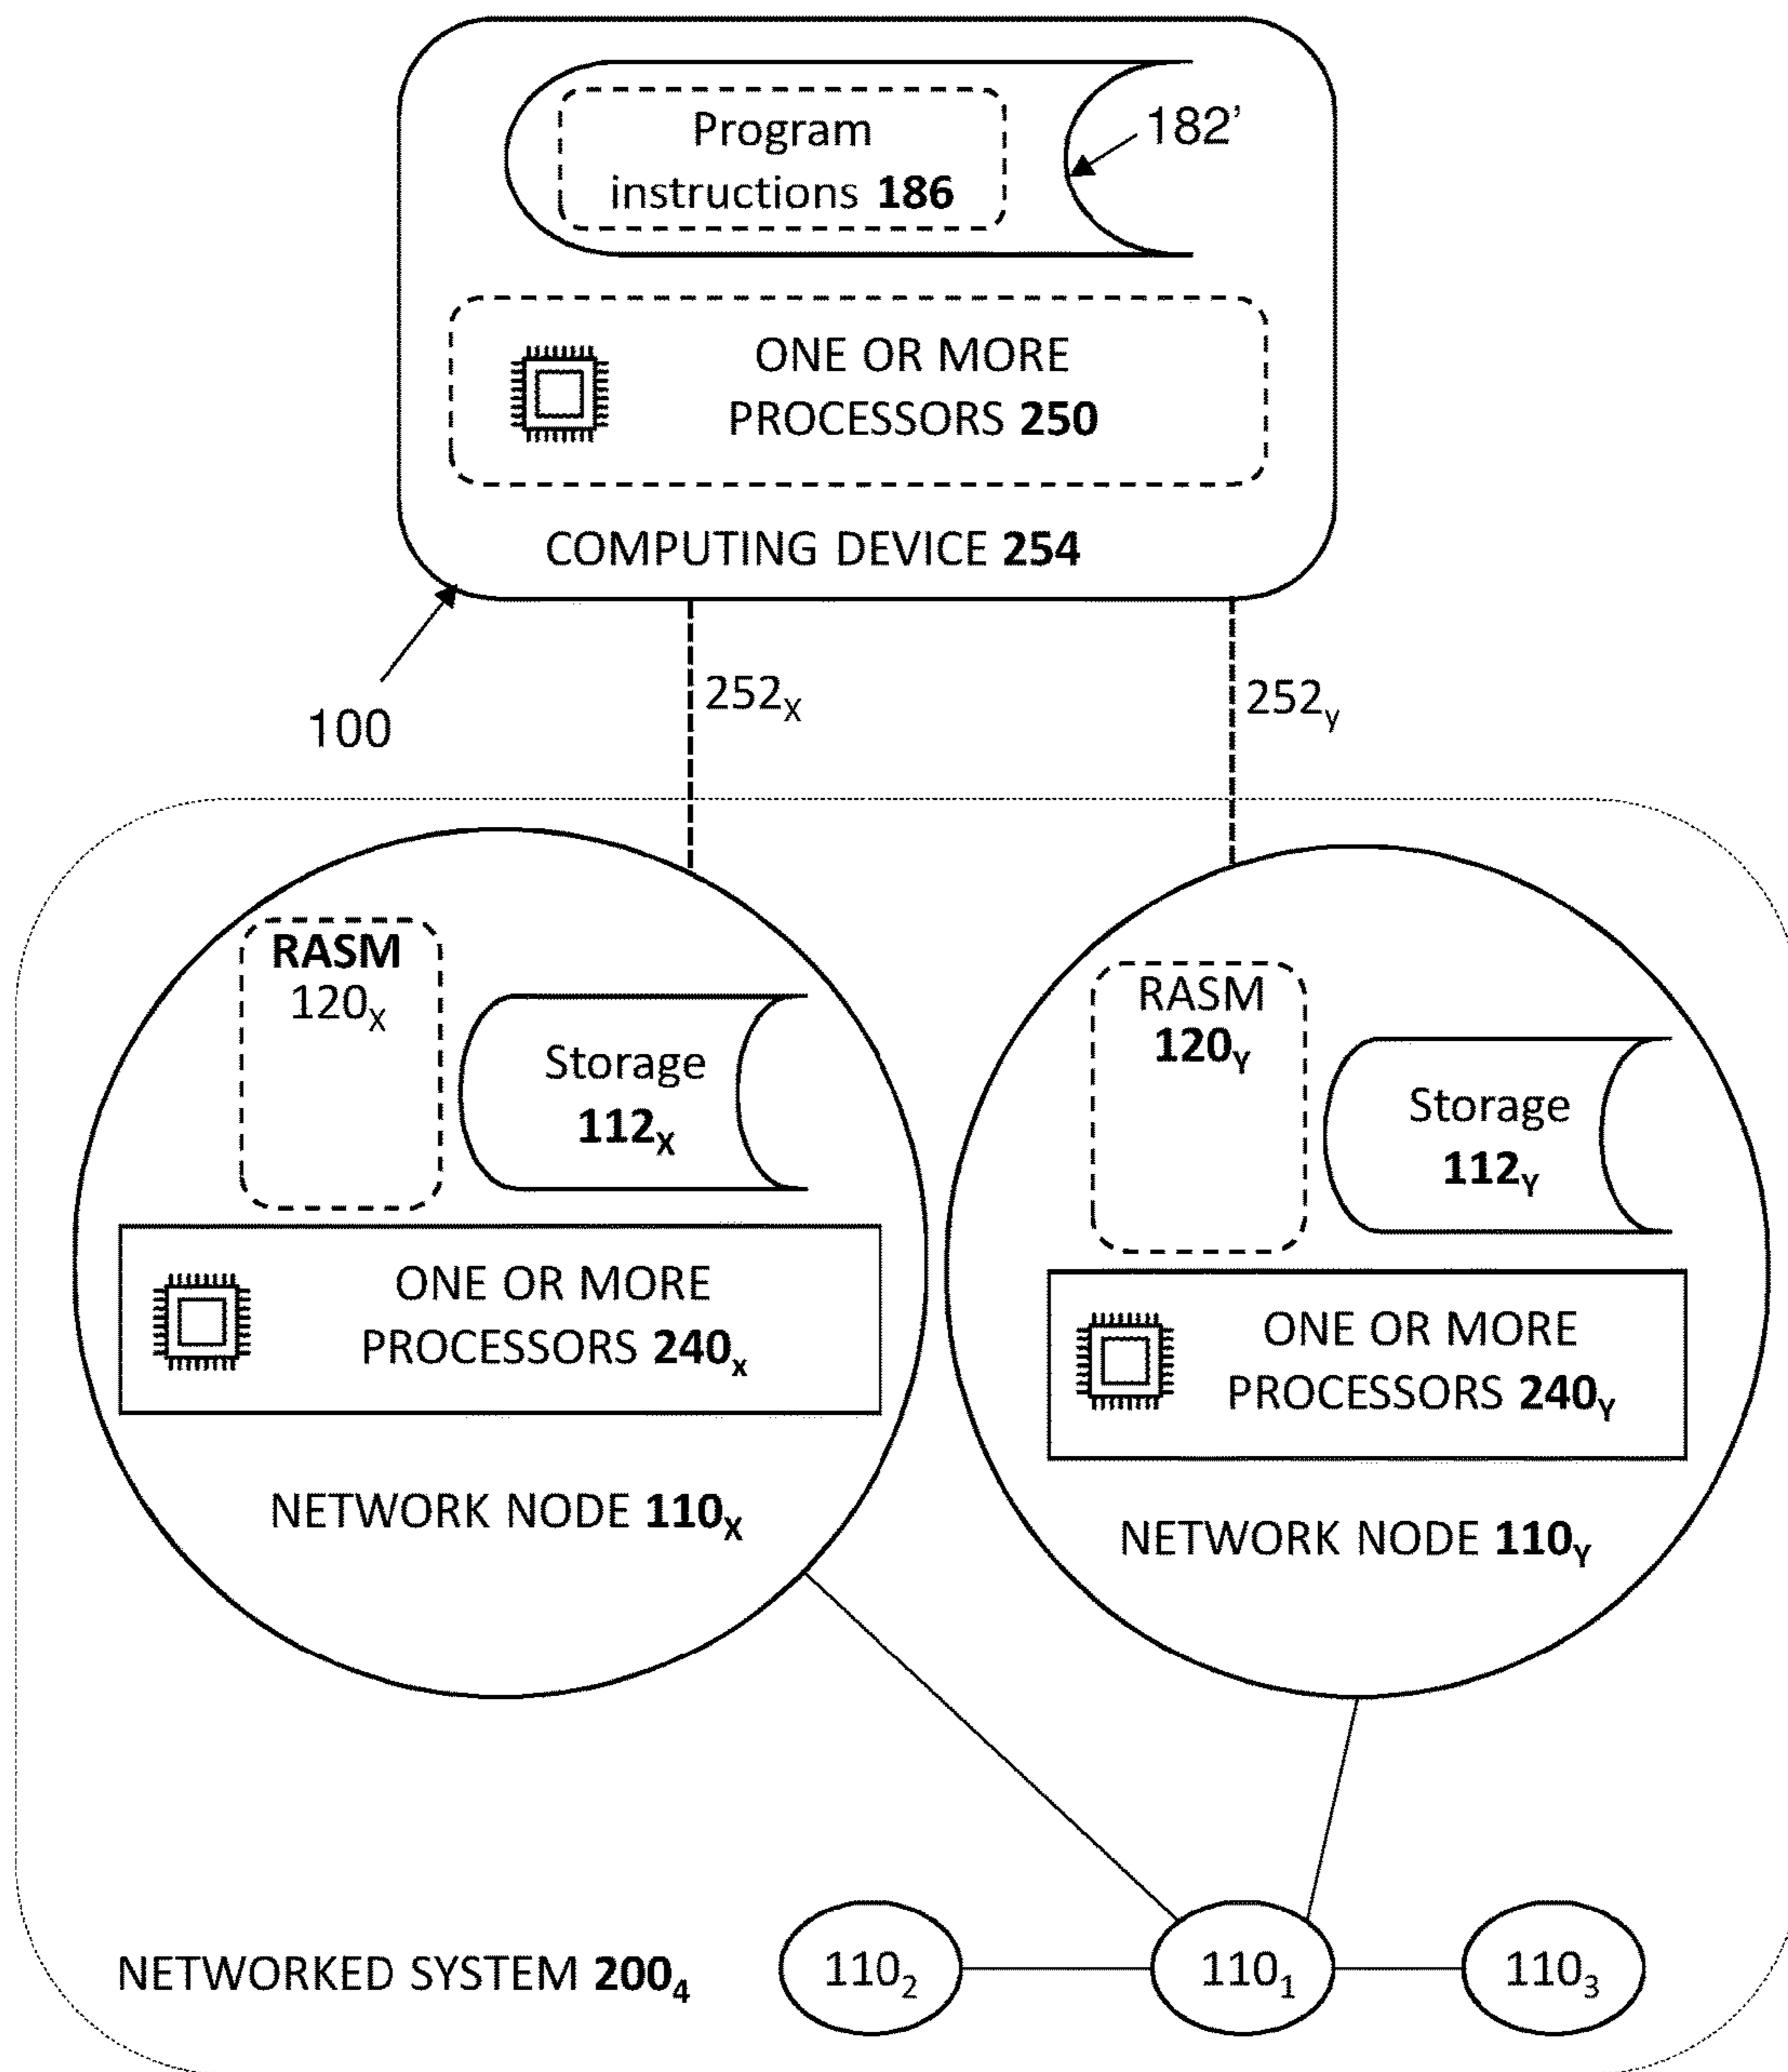 Program
instructions 186
182’
ONE OR MORE
PROCESSORS 250
COMPUTING DEVICE 254
100
252X
252y
RASM
120X
Storage
112X
ONE OR MORE
PROCESSORS 240x
NETWORK NODE 110X
RASM
120Y
Storage
112Y
ONE OR MORE
PROCESSORS 240Y
NETWORK NODE 110Y
NETWORKED SYSTEM 2004
1102
1101
1103